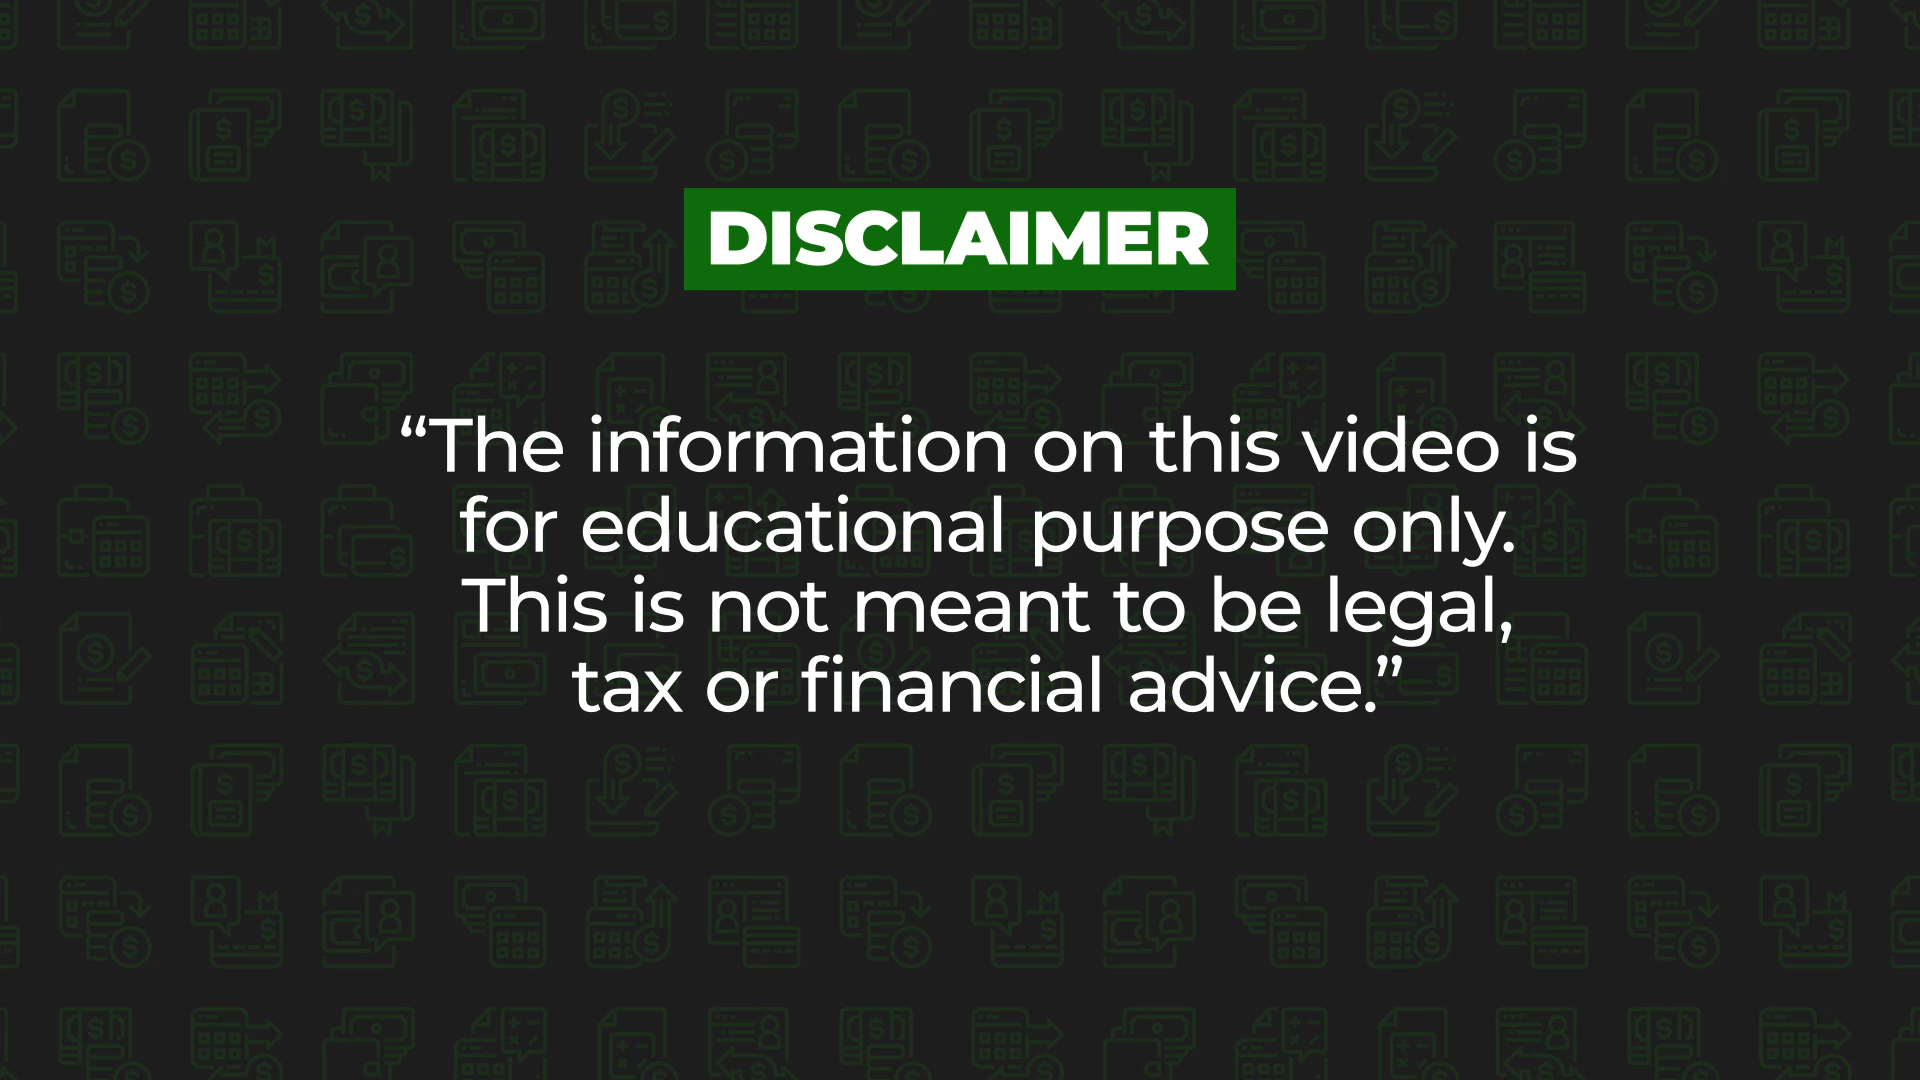 DISCLAIMER
“The information on this video is
for educational purpose only.
This is not meant to be legal,
tax or financial advice.”